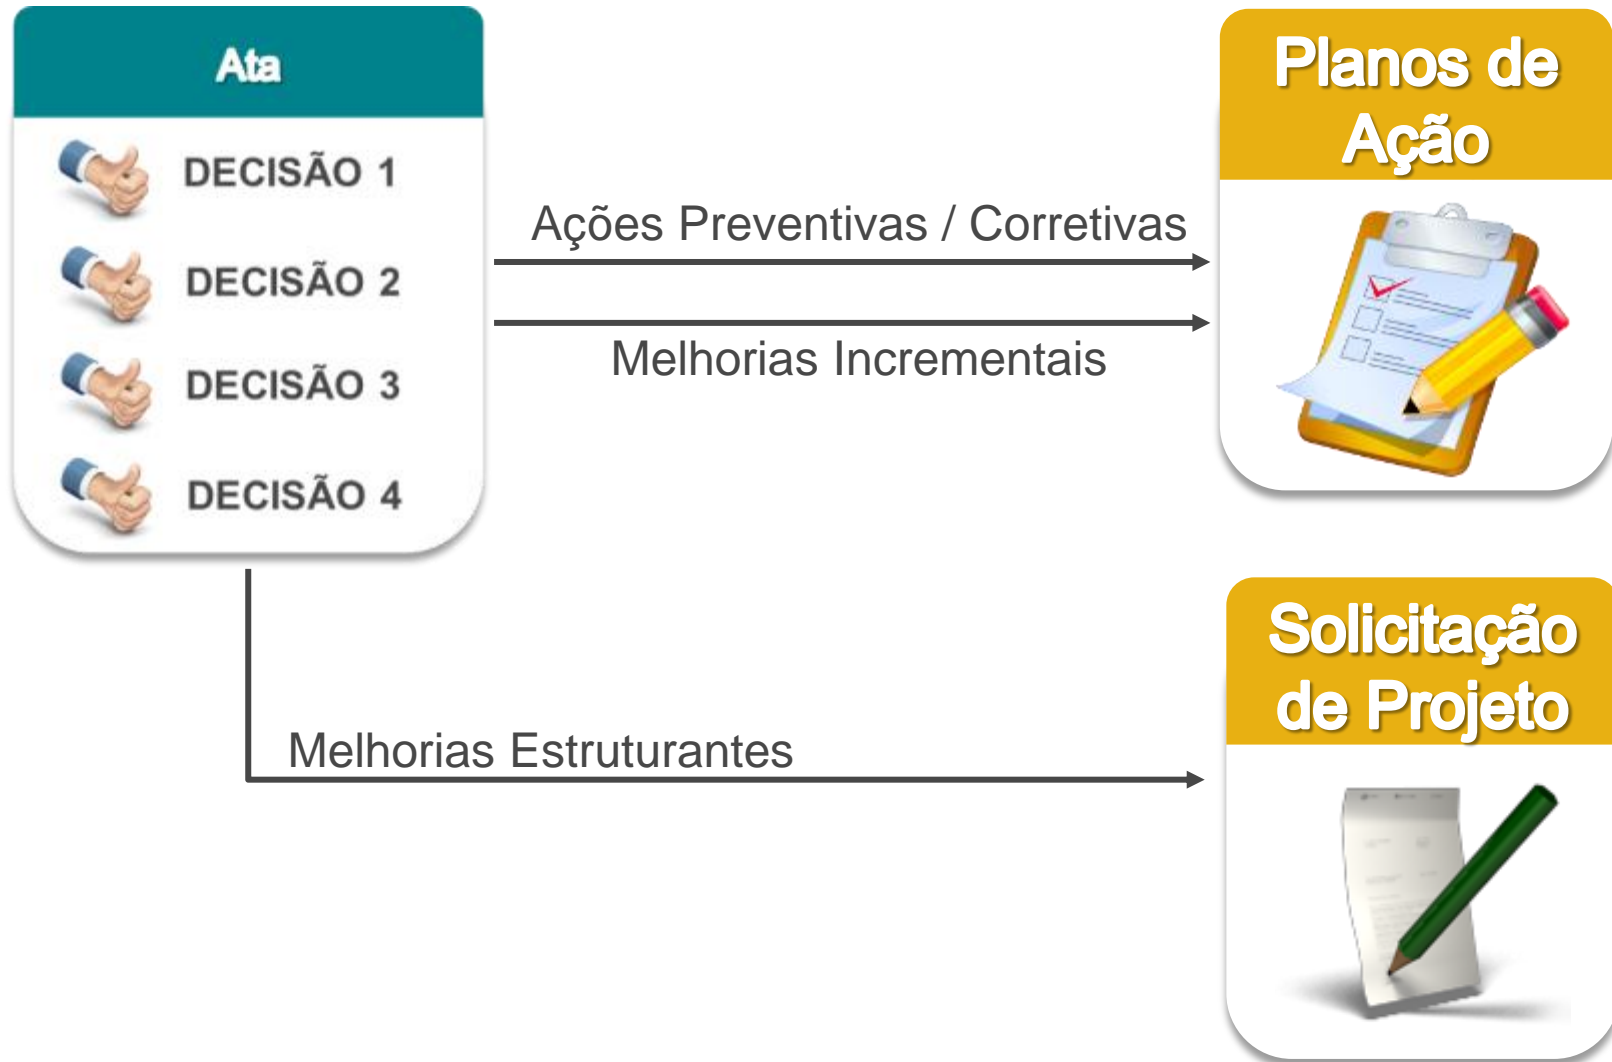 Ata
DECISÃO 1
DECISÃO 2
DECISÃO 3
DECISÃO 4
Ações Preventivas / Corretivas
Melhorias Incrementais
Planos de
Ação
Melhorias Estruturantes
Solicitação
de Projeto